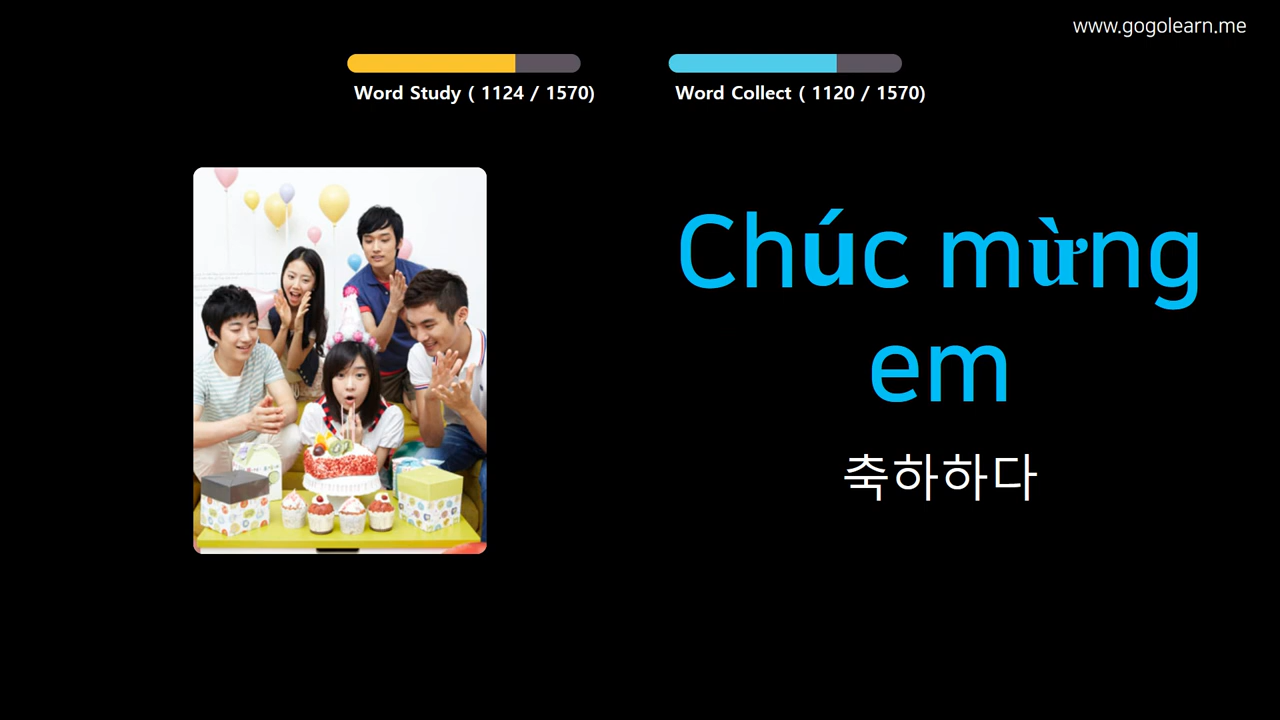 www.gogolearn.me
Word Study ( 1124 / 1570)
Word Collect ( 1120 / 1570)
Chúc mừng
em
축하하다